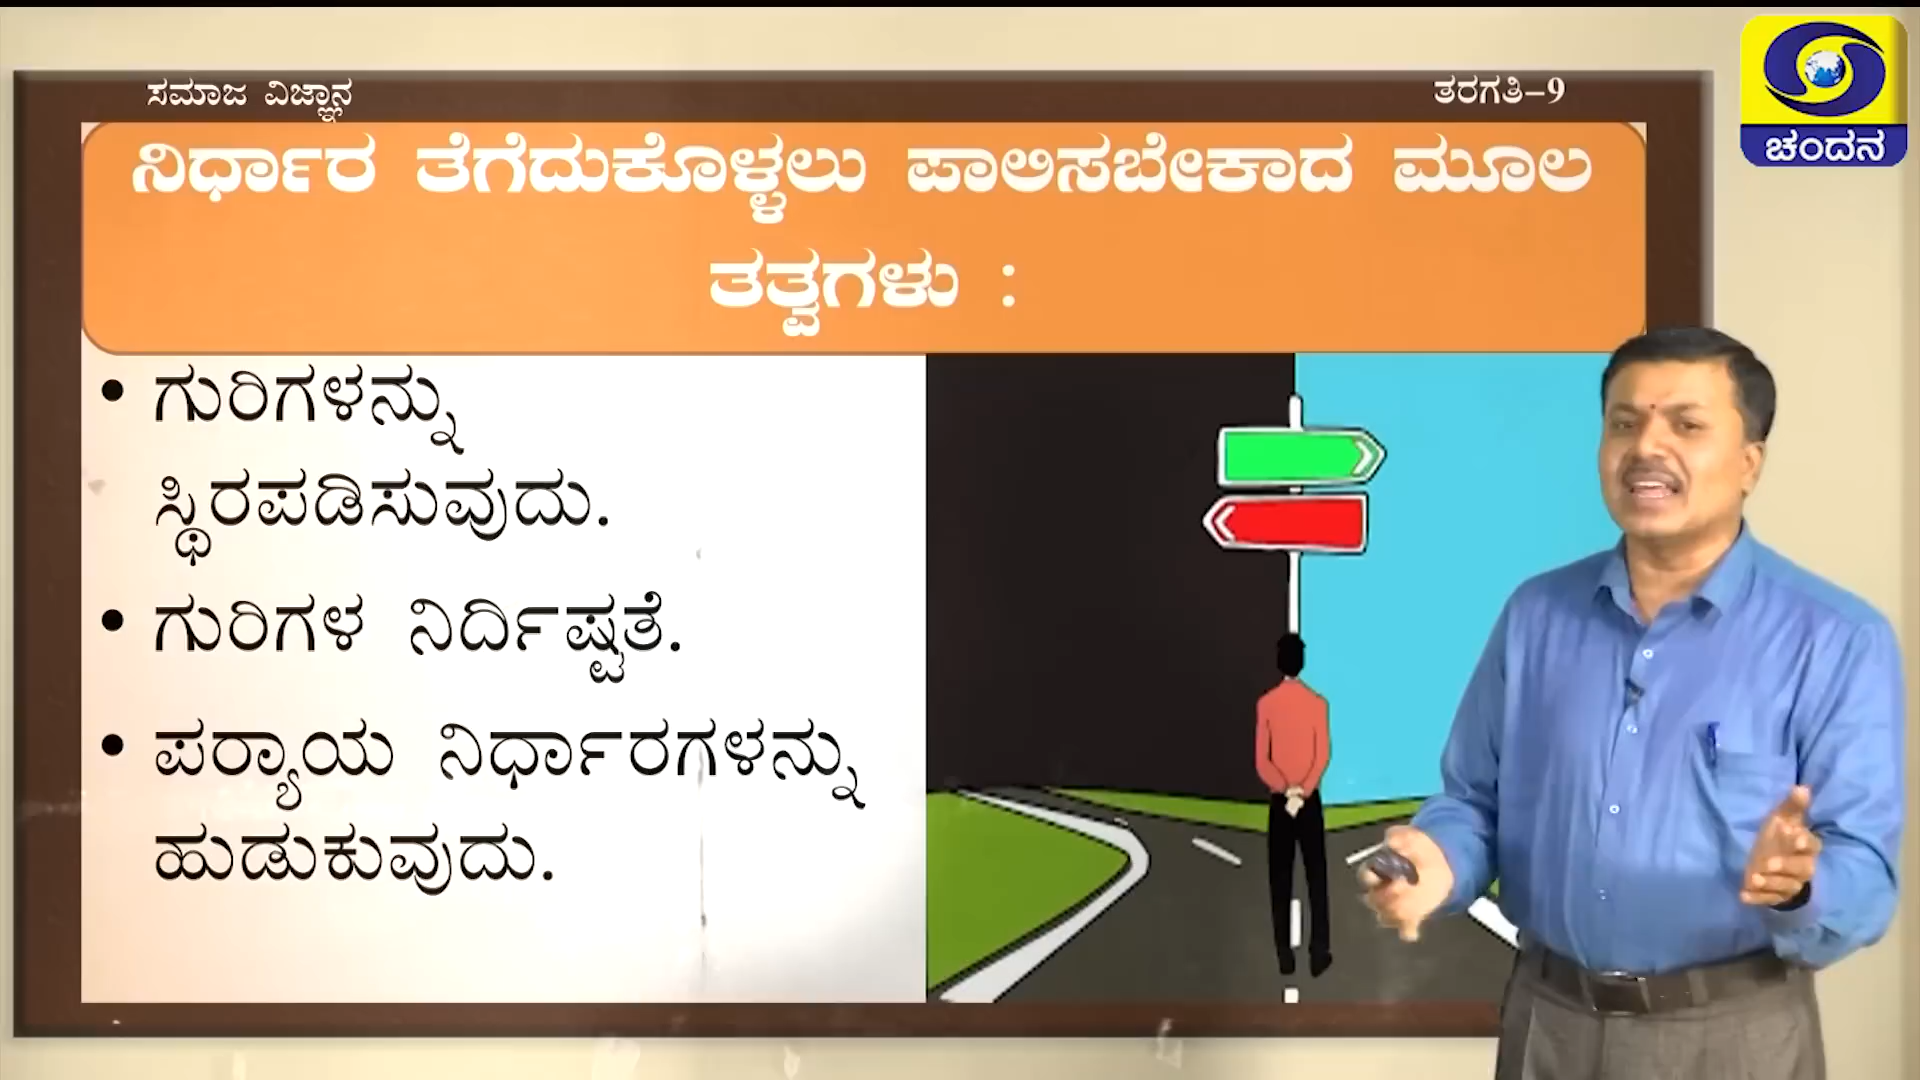 ಸಮಾಜ ವಿಜ್ಞಾನ
ತರಗತಿ–9
ಚಂದನ
ನಿರ್ಧಾರ ತೆಗೆದುಕೊಳ್ಳಲು ಪಾಲಿಸಬೇಕಾದ ಮೂಲ
ತತ್ವಗಳು :
• ಗುರಿಗಳನ್ನು
ಸ್ಥಿರಪಡಿಸುವುದು.
• ಗುರಿಗಳ ನಿರ್ದಿಷ್ಟತೆ.
• ಪರ‍್ಯಾಯ ನಿರ್ಧಾರಗಳನ್ನು
ಹುಡುಕುವುದು.